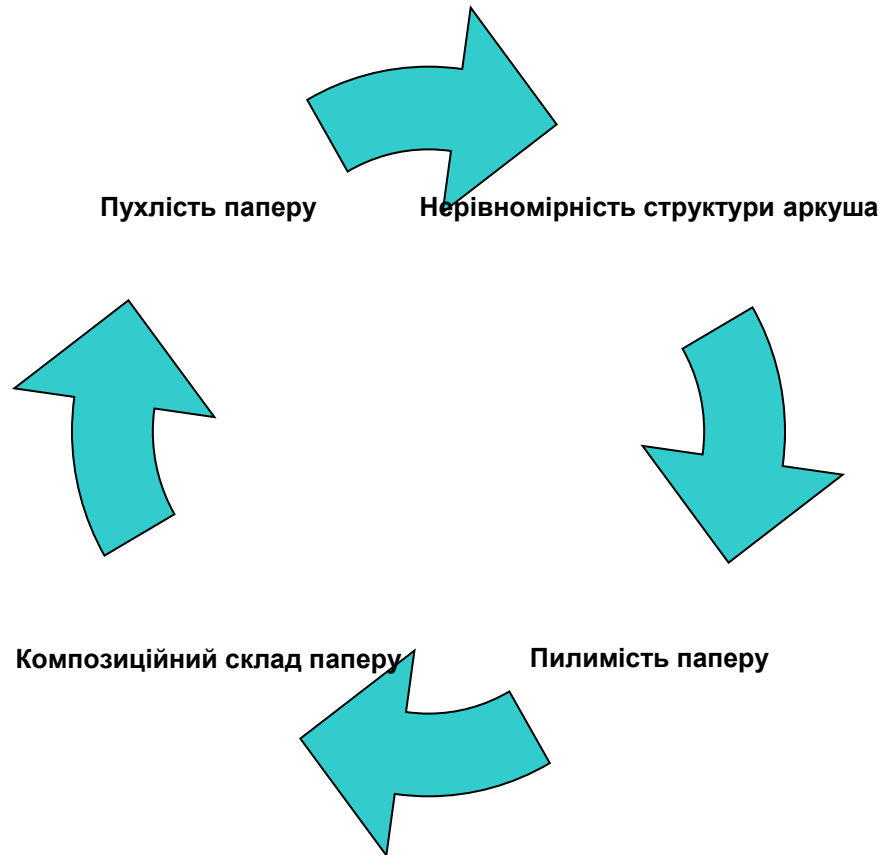 Пухлість паперу
Нерівномірність структури аркуша
Композиційний склад паперу
Пилимість паперу